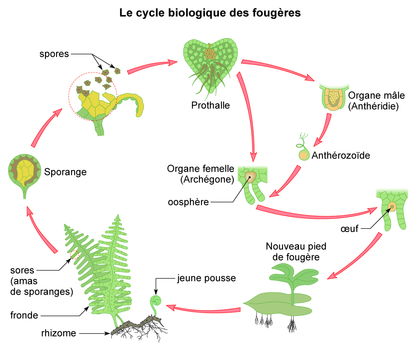 Le cycle biologique des fougères
spores
Prothalle
Organe mâle
(Anthéridie)
Anthérozoïde
Organe femelle
(Archégone)
oosphère
œuf
Nouveau pied
de fougère
jeune pousse
Sporange
sores
(amas
de sporanges)
fronde
rhizome